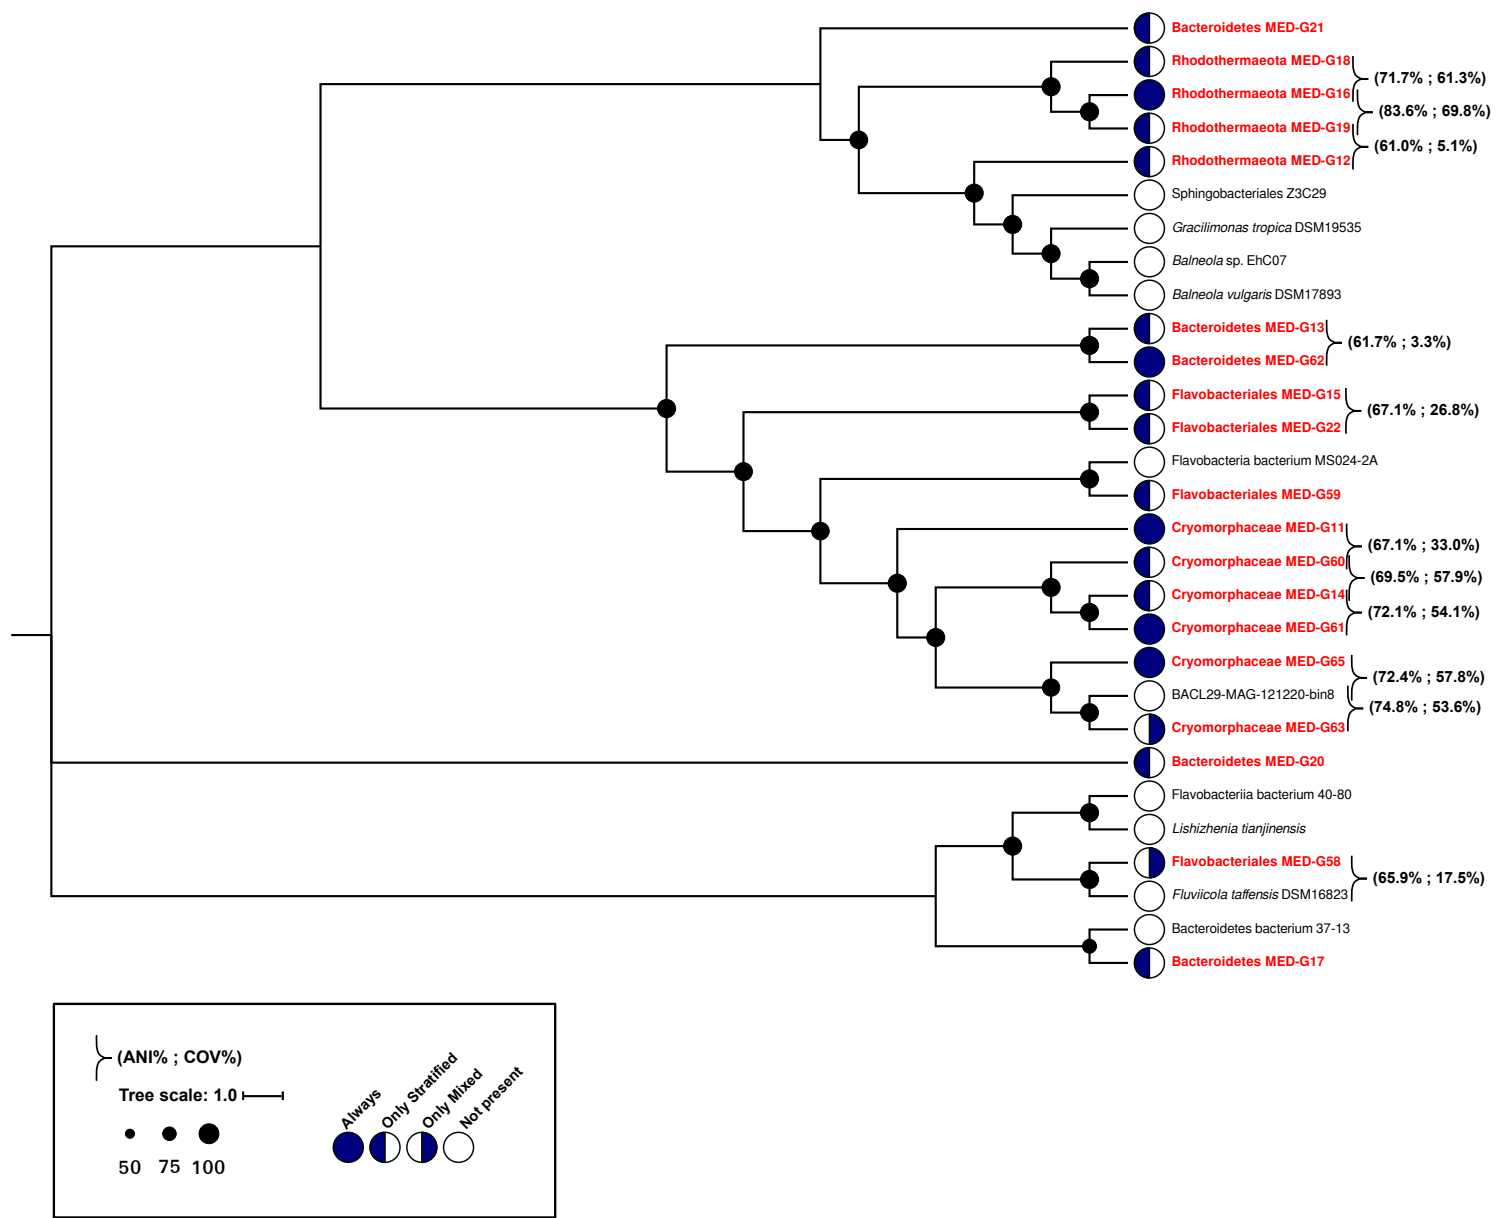 Bacteroidetes MED-G21
Rhodothermaeota MED-G18
(71.7% ; 61.3%)
Rhodothermaeota MED-G16
(83.6% ; 69.8%)
Rhodothermaeota MED-G19
(61.0% ; 5.1%)
Rhodothermaeota MED-G12
Sphingobacteriales Z3C29
Gracilimonas tropica DSM19535
Balneola sp. EhC07
Balneola vulgaris DSM17893
Bacteroidetes MED-G13
(61.7% ; 3.3%)
Bacteroidetes MED-G62
Flavobacteriales MED-G15
(67.1% ; 26.8%)
Flavobacteriales MED-G22
Flavobacteria bacterium MS024-2A
Flavobacteriales MED-G59
Cryomorphaceae MED-G11
(67.1% ; 33.0%)
Cryomorphaceae MED-G60
(69.5% ; 57.9%)
Cryomorphaceae MED-G14
(72.1% ; 54.1%)
Cryomorphaceae MED-G61
Cryomorphaceae MED-G65
(72.4% ; 57.8%)
BACL29-MAG-121220-bin8
(74.8% ; 53.6%)
Cryomorphaceae MED-G63
Bacteroidetes MED-G20
Flavobacteriia bacterium 40-80
Lishizhenia tianjinensis
Flavobacteriales MED-G58
(65.9% ; 17.5%)
Fluviicola taffensis DSM16823
Bacteroidetes bacterium 37-13
Bacteroidetes MED-G17
(ANI% ; COV%)
Tree scale: 1.0
50 75 100
Always
Only Stratified
Only Mixed
Not present